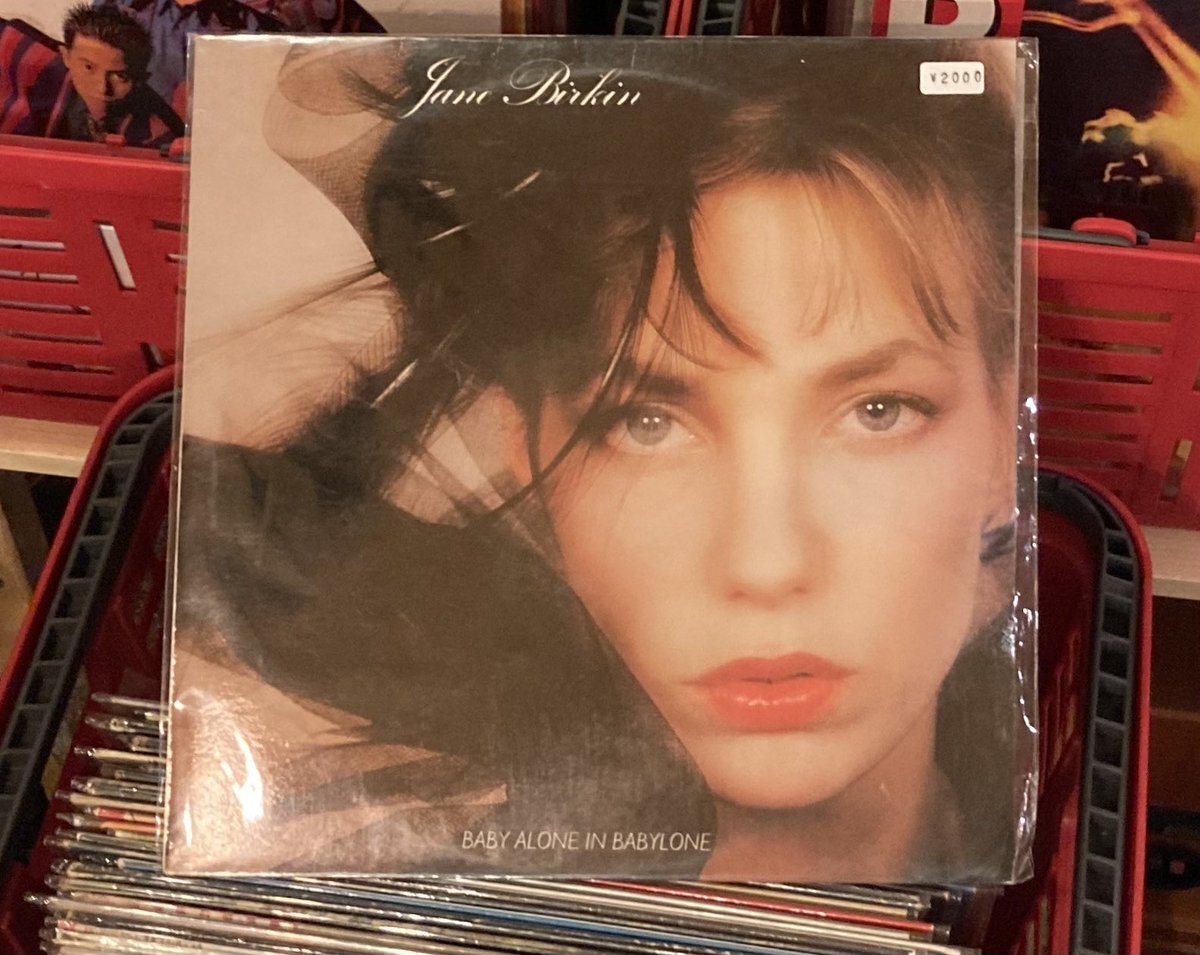 Jane Birkin
¥2000
BABY ALONE IN BABYLONE